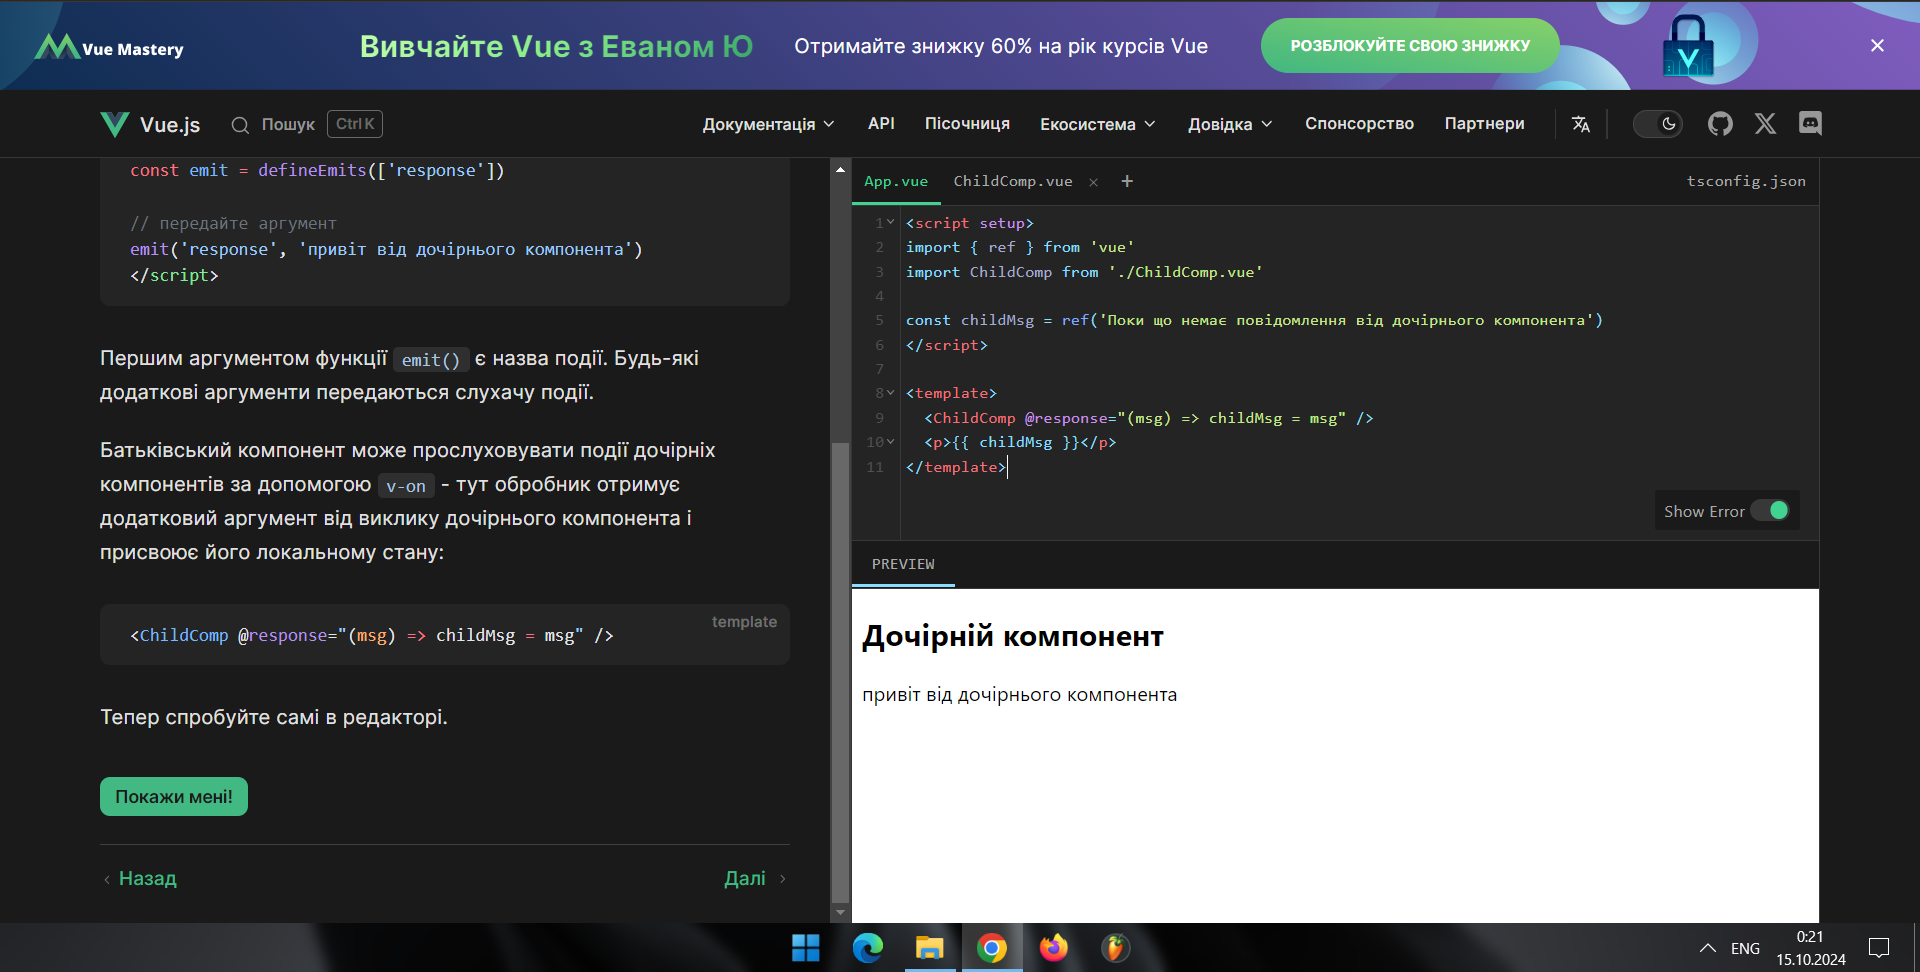 Vue Mastery
Вивчайте Vue з Еваном Ю
Отримайте знижку 60% на рік курсів Vue
РОЗБЛОКУЙТЕ СВОЮ ЗНИЖКУ
Vue.js
Пошук
Ctrl K
Документація
API
Пісочниця
Екосистема
Довідка
Спонсорство
Партнери
const emit = defineEmits(['response'])
// передайте аргумент
emit('response', 'привіт від дочірнього компонента')
</script>
Першим аргументом функції emit() є назва події. Будь-які
додаткові аргументи передаються слухачу події.
Батьківський компонент може прослуховувати події дочірніх
компонентів за допомогою v-on - тут обробник отримує
додатковий аргумент від виклику дочірнього компонента і
присвоює його локальному стану:
template
<ChildComp @response="(msg) => childMsg = msg" />
Тепер спробуйте самі в редакторі.
Покажи мені!
Назад
Далі
App.vue
ChildComp.vue
+
tsconfig.json
1 <script setup>
2 import { ref } from 'vue'
3 import ChildComp from './ChildComp.vue'
4
5 const childMsg = ref('Поки що немає повідомлення від дочірнього компонента')
6 </script>
7
8 <template>
9 <ChildComp @response="(msg) => childMsg = msg" />
10 <p>{{ childMsg }}</p>
11 </template>
Show Error
PREVIEW
Дочірній компонент
привіт від дочірнього компонента
ENG
0:21
15.10.2024